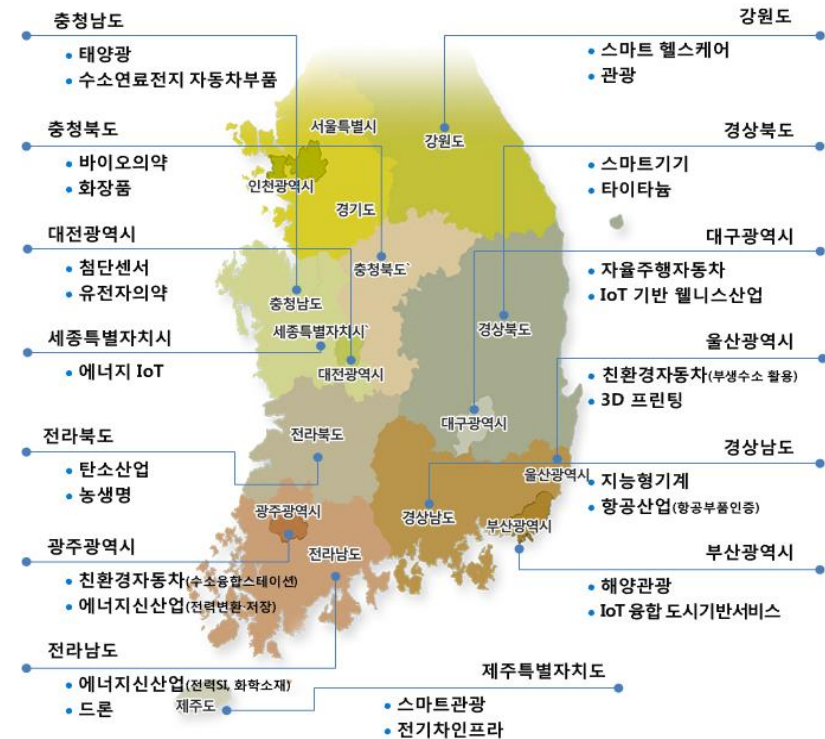 충청남도
• 태양광
• 수소연료전지 자동차부품
충청북도
• 바이오의약
• 화장품
대전광역시
• 첨단센서
• 유전자의약
세종특별자치시
• 에너지 IoT
전라북도
• 탄소산업
• 농생명
광주광역시
• 친환경자동차(수소융합스테이션)
• 에너지신산업(전력변환·저장)
전라남도
• 에너지신산업(전력SI, 화학소재)
• 드론
강원도
• 스마트 헬스케어
• 관광
경상북도
• 스마트기기
• 타이타늄
대구광역시
• 자율주행자동차
• IoT 기반 웰니스산업
울산광역시
• 친환경자동차(부생수소 활용)
• 3D 프린팅
경상남도
• 지능형기계
• 항공산업(항공부품인증)
부산광역시
• 해양관광
• IoT 융합 도시기반서비스
제주특별자치도
• 스마트관광
• 전기차인프라
서울특별시
강원도
인천광역시
경기도
충청북도`
충청남도
세종특별자치시`
대전광역시
경상북도
대구광역시
전라북도
울산광역시
광주광역시
경상남도
부산광역시
전라남도
제주도